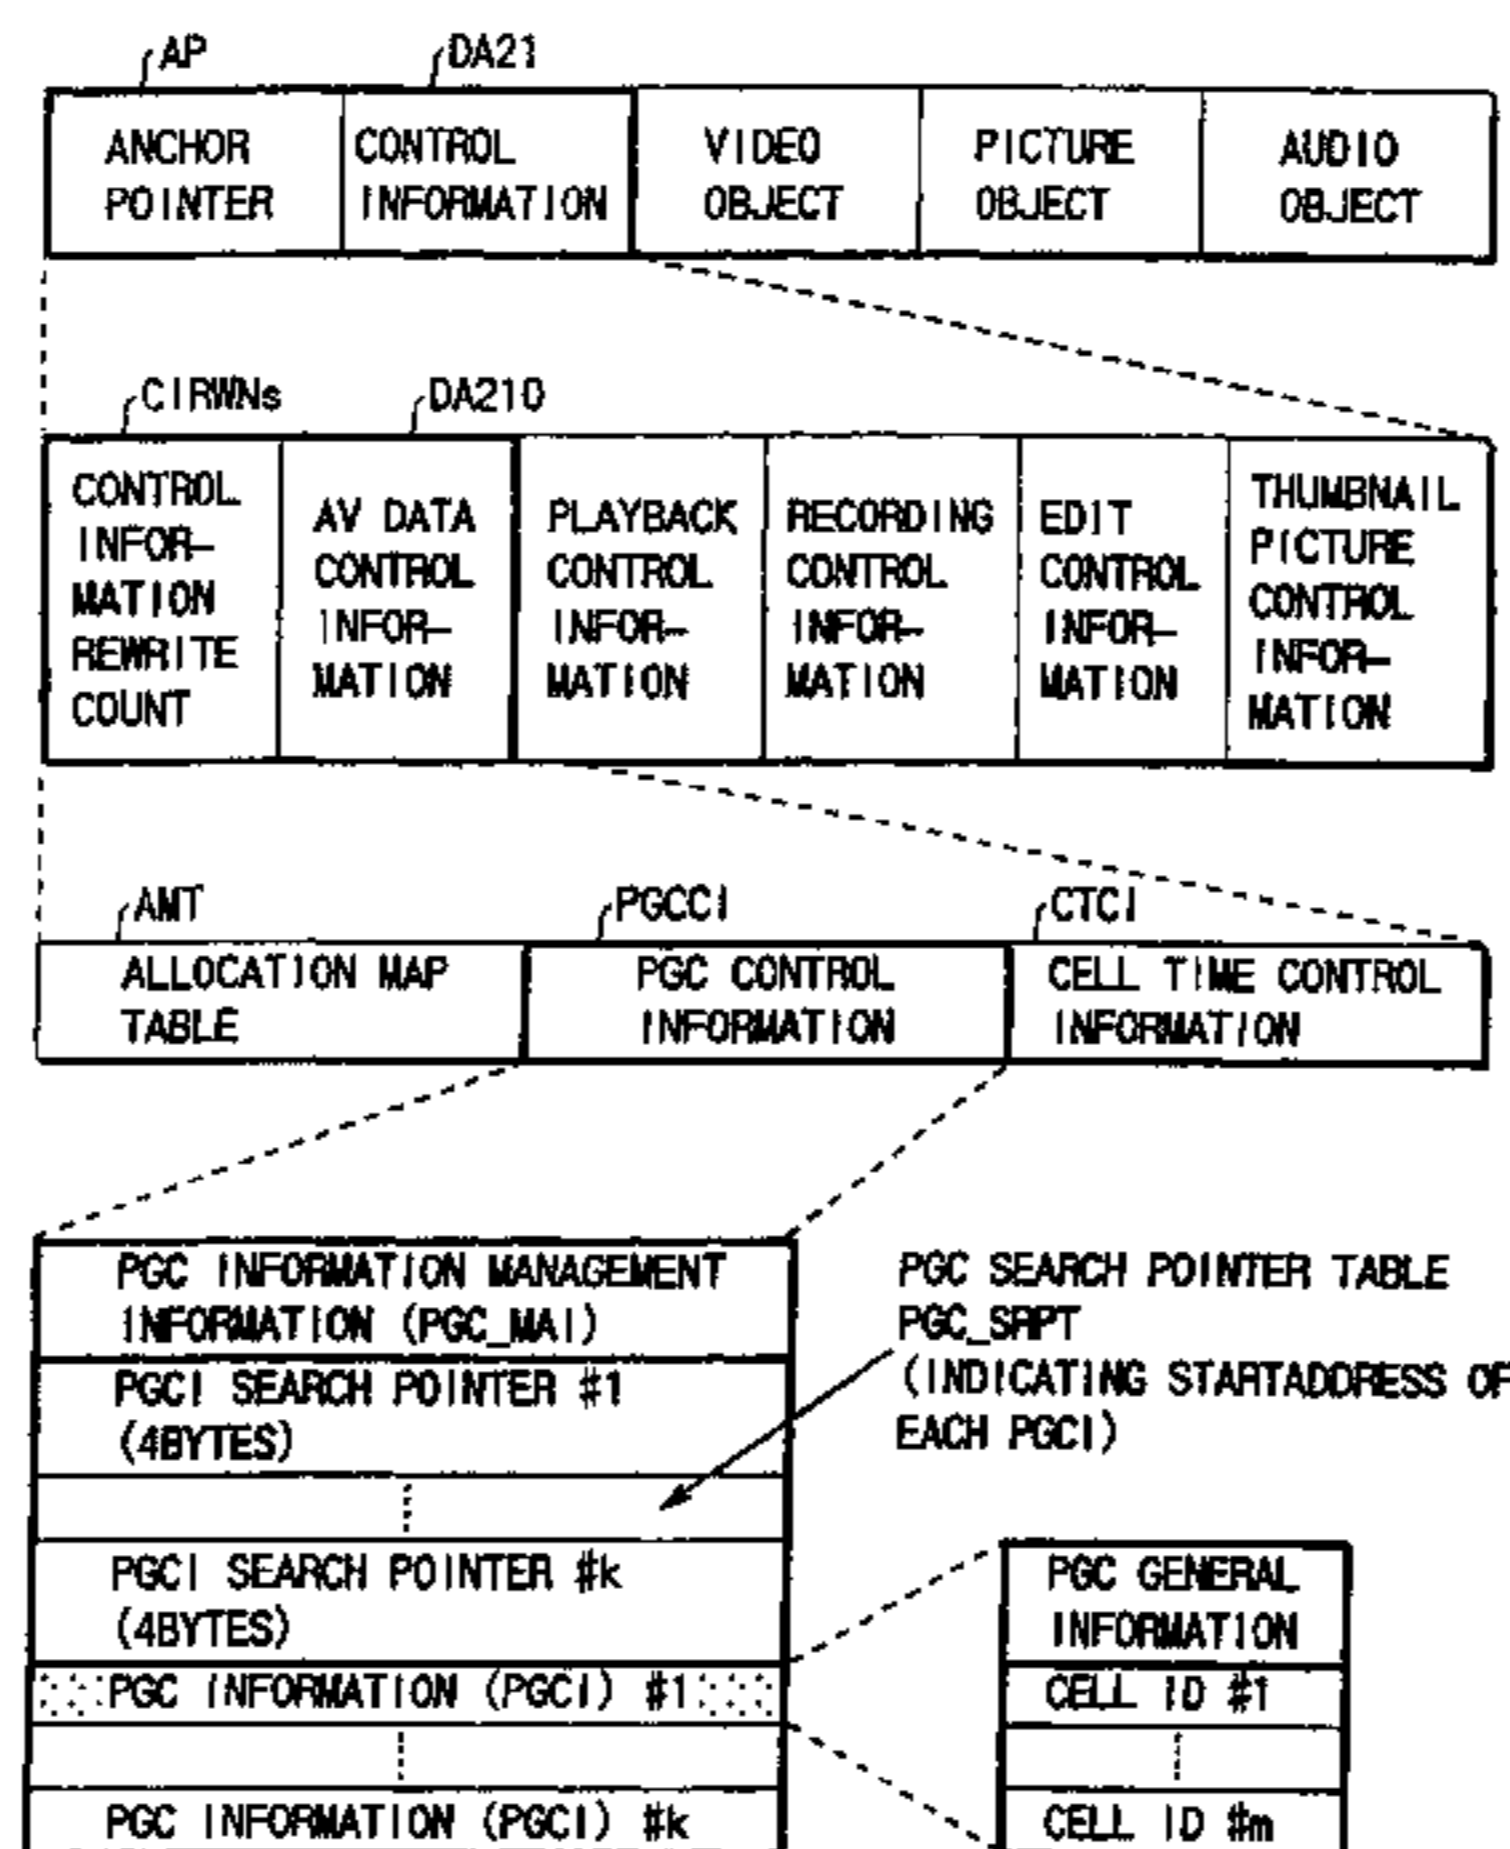 AP
DA21
ANCHOR
POINTER
CONTROL
INFORMATION
VIDEO
OBJECT
PICTURE
OBJECT
AUDIO
OBJECT
CIRWNs
DA210
CONTROL
INFOR-
MATION
REWRITE
COUNT
AV DATA
CONTROL
INFOR-
MATION
PLAYBACK
CONTROL
INFOR-
MATION
RECORDING
CONTROL
INFOR-
MATION
EDIT
CONTROL
INFOR-
MATION
THUMBNAIL
PICTURE
CONTROL
INFOR-
MATION
AMT
PGCCI
CTCI
ALLOCATION MAP
TABLE
PGC CONTROL
INFORMATION
CELL TIME CONTROL
INFORMATION
PGC INFORMATION MANAGEMENT
INFORMATION (PGC_MAI)
PGCI SEARCH POINTER #1
(4BYTES)
PGCI SEARCH POINTER #k
(4BYTES)
PGC INFORMATION (PGCI) #1
PGC INFORMATION (PGCI) #k
PGC SEARCH POINTER TABLE
PGC_SRPT
(INDICATING STARTADDRESS OF
EACH PGCI)
PGC GENERAL
INFORMATION
CELL ID #1
CELL ID #m